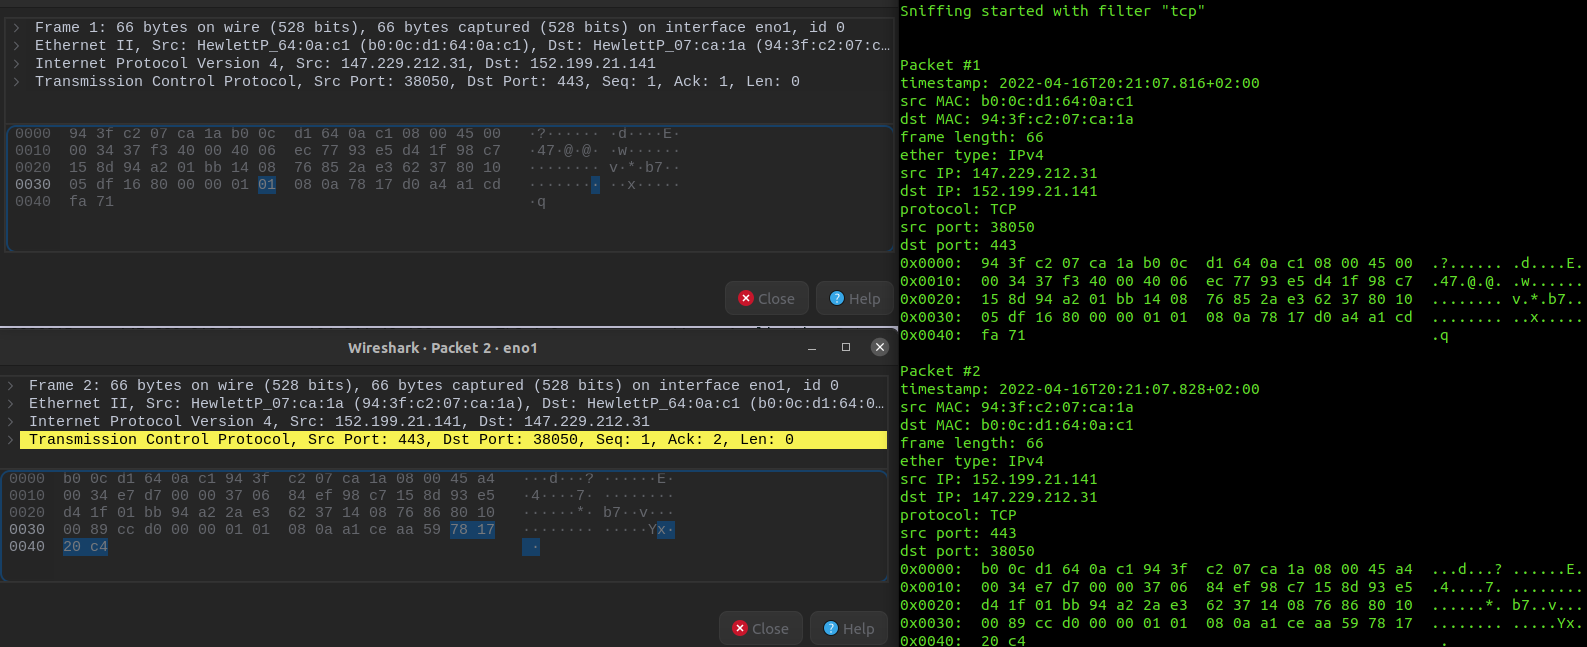 Frame 1: 66 bytes on wire (528 bits), 66 bytes captured (528 bits) on interface eno1, id 0
Ethernet II, Src: HewlettP_64:0a:c1 (b0:0c:d1:64:0a:c1), Dst: HewlettP_07:ca:1a (94:3f:c2:07:c…
Internet Protocol Version 4, Src: 147.229.212.31, Dst: 152.199.21.141
Transmission Control Protocol, Src Port: 38050, Dst Port: 443, Seq: 1, Ack: 1, Len: 0
0000 94 3f c2 07 ca 1a b0 0c d1 64 0a c1 08 00 45 00 ·?······ ·d····E·
0010 00 34 37 f3 40 00 40 06 ec 77 93 e5 d4 1f 98 c7 ·47·@·@· ·w······
0020 15 8d 94 a2 01 bb 14 08 76 85 2a e3 62 37 80 10 ········ v·*·b7··
0030 05 df 16 80 00 00 01 01 08 0a 78 17 d0 a4 a1 cd ········ ··x·····
0040 fa 71 ·q
Close
Help
Wireshark · Packet 2 · eno1
Frame 2: 66 bytes on wire (528 bits), 66 bytes captured (528 bits) on interface eno1, id 0
Ethernet II, Src: HewlettP_07:ca:1a (94:3f:c2:07:ca:1a), Dst: HewlettP_64:0a:c1 (b0:0c:d1:64:0…
Internet Protocol Version 4, Src: 152.199.21.141, Dst: 147.229.212.31
Transmission Control Protocol, Src Port: 443, Dst Port: 38050, Seq: 1, Ack: 2, Len: 0
0000 b0 0c d1 64 0a c1 94 3f c2 07 ca 1a 08 00 45 a4 ···d···? ······E·
0010 00 34 e7 d7 00 00 37 06 84 ef 98 c7 15 8d 93 e5 ·4····7· ········
0020 d4 1f 01 bb 94 a2 2a e3 62 37 14 08 76 86 80 10 ······*· b7··v···
0030 00 89 cc d0 00 00 01 01 08 0a a1 ce aa 59 78 17 ········ ·····Yx·
0040 20 c4 ·
Close
Help
Sniffing started with filter "tcp"
Packet #1
timestamp: 2022-04-16T20:21:07.816+02:00
src MAC: b0:0c:d1:64:0a:c1
dst MAC: 94:3f:c2:07:ca:1a
frame length: 66
ether type: IPv4
src IP: 147.229.212.31
dst IP: 152.199.21.141
protocol: TCP
src port: 38050
dst port: 443
0x0000: 94 3f c2 07 ca 1a b0 0c d1 64 0a c1 08 00 45 00 .?...... .d....E.
0x0010: 00 34 37 f3 40 00 40 06 ec 77 93 e5 d4 1f 98 c7 .47.@.@. .w......
0x0020: 15 8d 94 a2 01 bb 14 08 76 85 2a e3 62 37 80 10 ........ v.*.b7..
0x0030: 05 df 16 80 00 00 01 01 08 0a 78 17 d0 a4 a1 cd ........ ..x.....
0x0040: fa 71 .q
Packet #2
timestamp: 2022-04-16T20:21:07.828+02:00
src MAC: 94:3f:c2:07:ca:1a
dst MAC: b0:0c:d1:64:0a:c1
frame length: 66
ether type: IPv4
src IP: 152.199.21.141
dst IP: 147.229.212.31
protocol: TCP
src port: 443
dst port: 38050
0x0000: b0 0c d1 64 0a c1 94 3f c2 07 ca 1a 08 00 45 a4 ...d...? ......E.
0x0010: 00 34 e7 d7 00 00 37 06 84 ef 98 c7 15 8d 93 e5 .4....7. ........
0x0020: d4 1f 01 bb 94 a2 2a e3 62 37 14 08 76 86 80 10 ......*. b7..v...
0x0030: 00 89 cc d0 00 00 01 01 08 0a a1 ce aa 59 78 17 ........ .....Yx.
0x0040: 20 c4 .